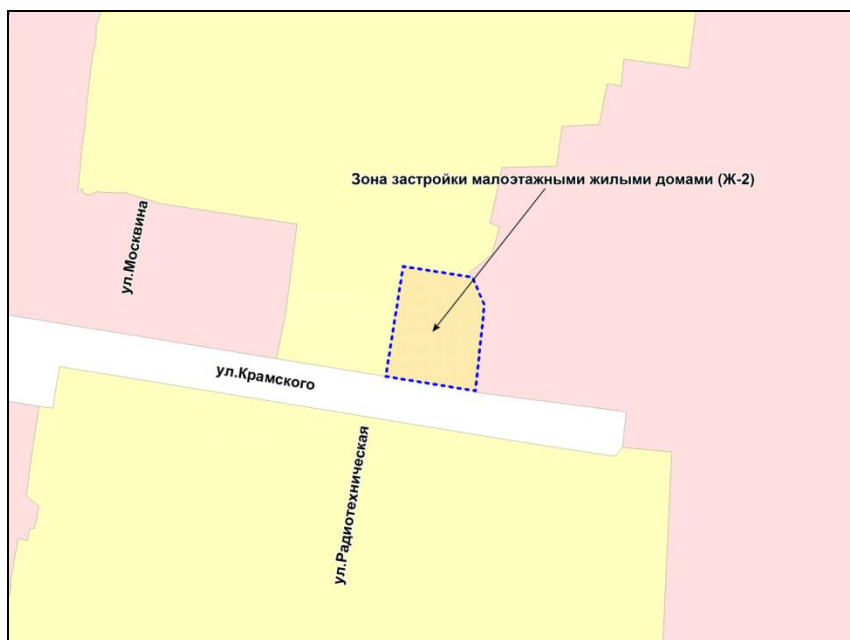 Зона застройки малоэтажными жилыми домами (Ж-2)
ул.Москвина
ул.Крамского
ул.Радиотехническая